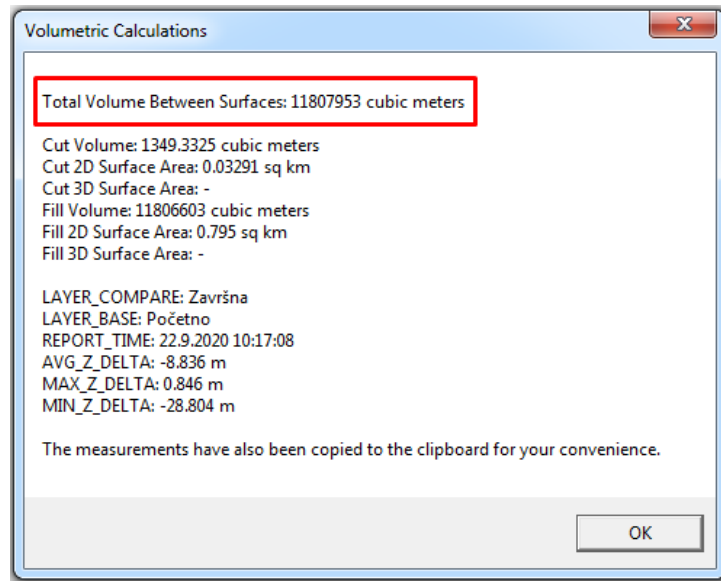 Volumetric Calculations
Total Volume Between Surfaces: 11807953 cubic meters
Cut Volume: 1349.3325 cubic meters
Cut 2D Surface Area: 0.03291 sq km
Cut 3D Surface Area: -
Fill Volume: 11806603 cubic meters
Fill 2D Surface Area: 0.795 sq km
Fill 3D Surface Area: -
LAYER_COMPARE: Završna
LAYER_BASE: Početno
REPORT_TIME: 22.9.2020 10:17:08
AVG_Z_DELTA: -8.836 m
MAX_Z_DELTA: 0.846 m
MIN_Z_DELTA: -28.804 m
The measurements have also been copied to the clipboard for your convenience.
OK